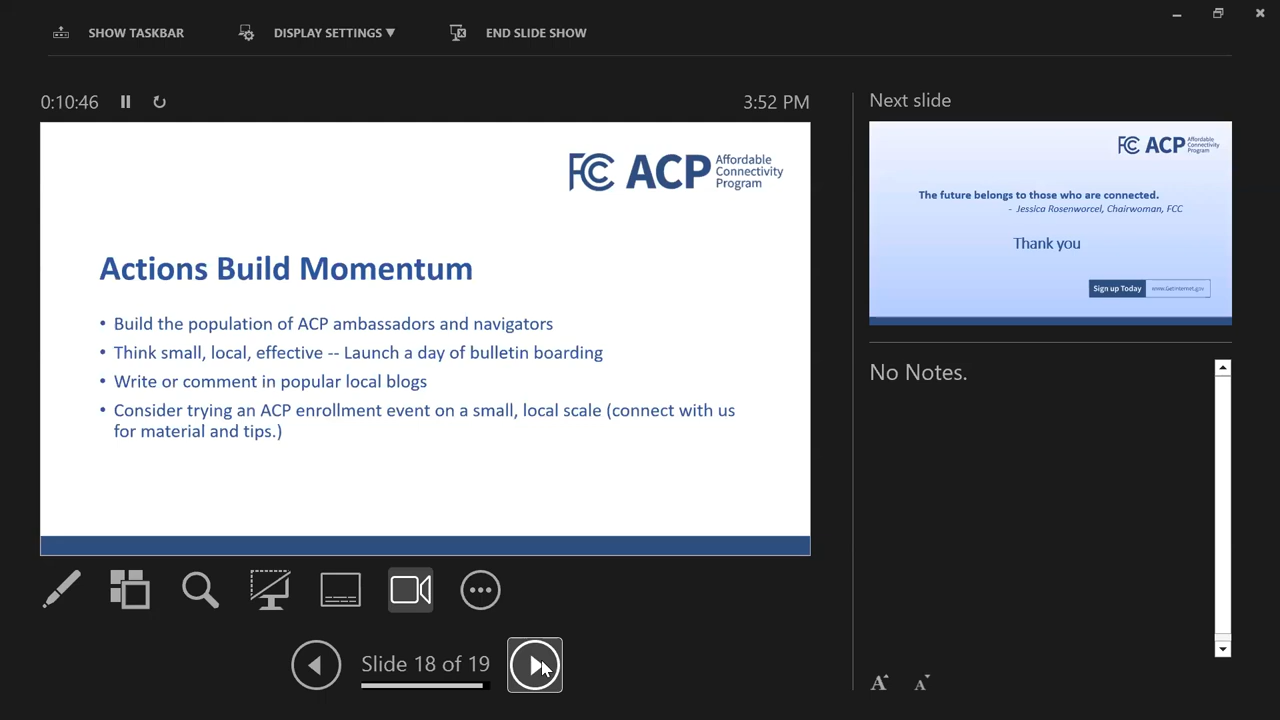 SHOW TASKBAR
DISPLAY SETTINGS ▼
END SLIDE SHOW
0:10:46
3:52 PM
FCC ACP Affordable
Connectivity
Program
Actions Build Momentum
• Build the population of ACP ambassadors and navigators
• Think small, local, effective -- Launch a day of bulletin boarding
• Write or comment in popular local blogs
• Consider trying an ACP enrollment event on a small, local scale (connect with us
for material and tips.)
Slide 18 of 19
Next slide
FCC ACP Affordable
Connectivity
Program
The future belongs to those who are connected.
- Jessica Rosenworcel, Chairwoman, FCC
Thank you
Sign up Today www.GetInternet.gov
No Notes.
A A